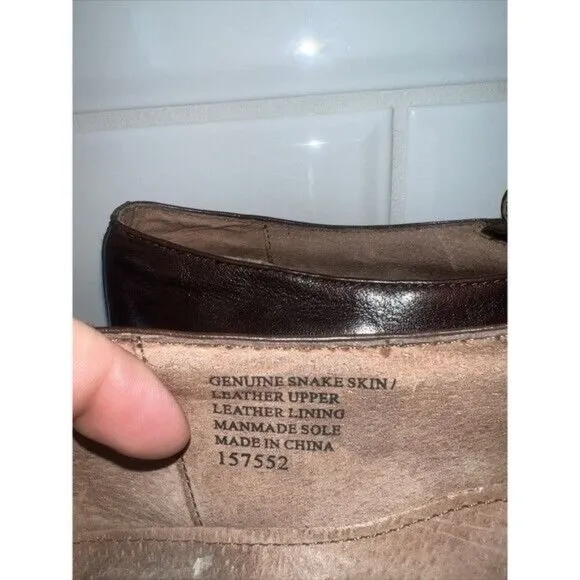 GENUINE SNAKE SKIN/
LEATHER UPPER
LEATHER LINING
MANMADE SOLE
MADE IN CHINA
157552